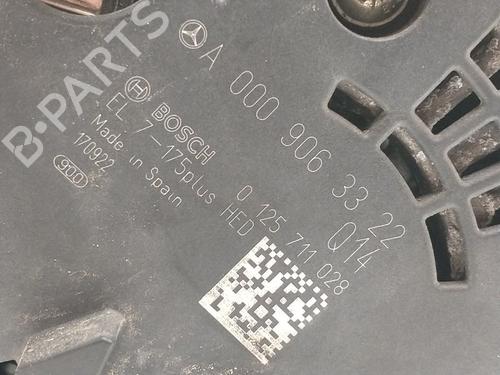 B-PARTS
A 000 906 33 22
Q14
BOSCH
EL 7-175plus HED 0 125 711 028
Made in Spain
170922